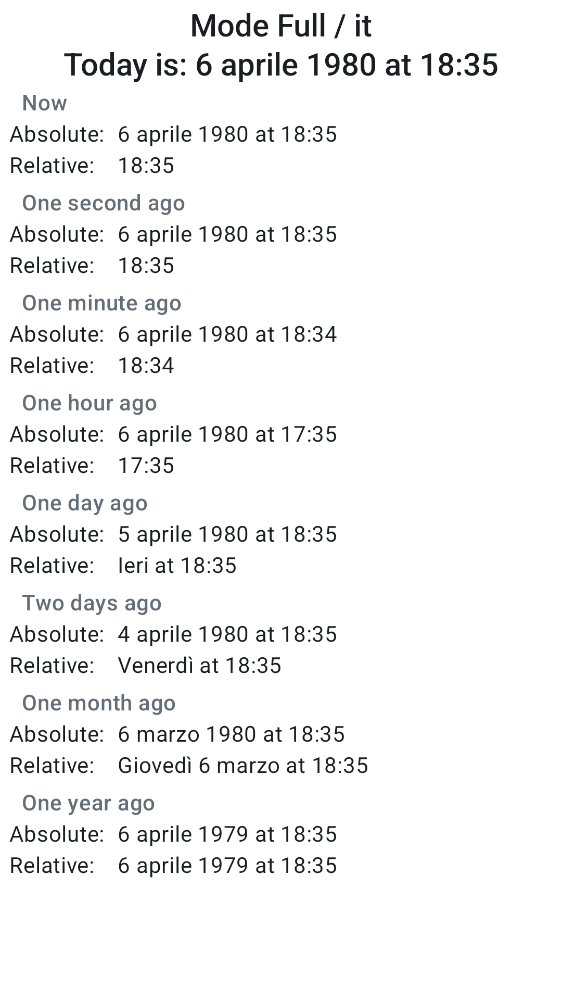 Mode Full / it
Today is: 6 aprile 1980 at 18:35
Now
Absolute: 6 aprile 1980 at 18:35
Relative: 18:35
One second ago
Absolute: 6 aprile 1980 at 18:35
Relative: 18:35
One minute ago
Absolute: 6 aprile 1980 at 18:34
Relative: 18:34
One hour ago
Absolute: 6 aprile 1980 at 17:35
Relative: 17:35
One day ago
Absolute: 5 aprile 1980 at 18:35
Relative: Ieri at 18:35
Two days ago
Absolute: 4 aprile 1980 at 18:35
Relative: Venerdì at 18:35
One month ago
Absolute: 6 marzo 1980 at 18:35
Relative: Giovedì 6 marzo at 18:35
One year ago
Absolute: 6 aprile 1979 at 18:35
Relative: 6 aprile 1979 at 18:35